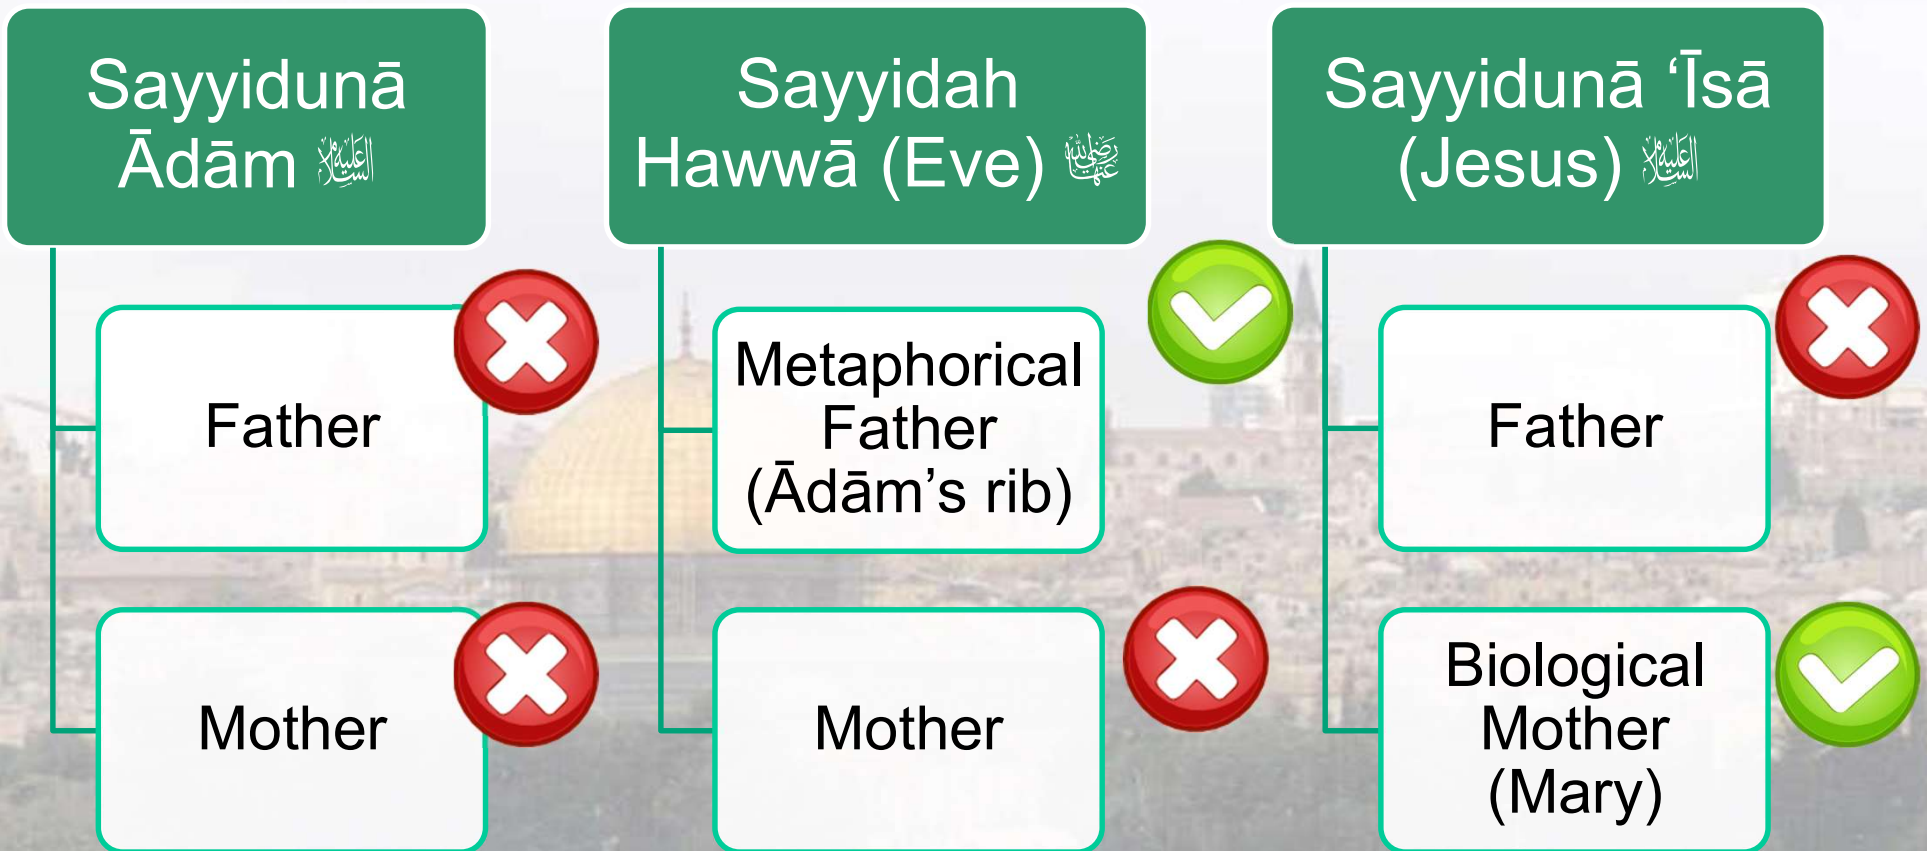 Sayyidunā
Ādām عليه السلام
Father
Mother
Sayyidah
Hawwā (Eve) رضي الله عنها
Metaphorical
Father
(Ādām’s rib)
Mother
Sayyidunā ‘Īsā
(Jesus) عليه السلام
Father
Biological
Mother
(Mary)